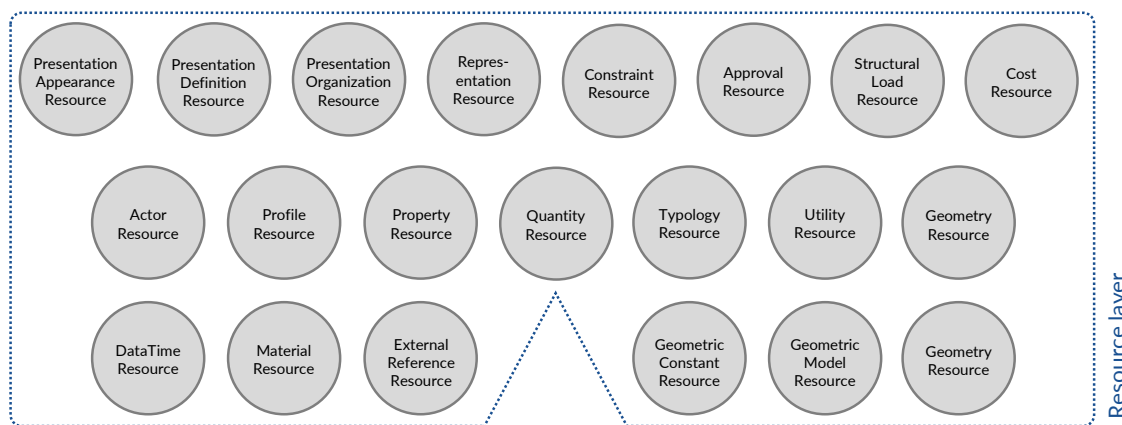 Presentation
Appearance
Resource
Presentation
Definition
Resource
Presentation
Organization
Resource
Repres-
entation
Resource
Constraint
Resource
Approval
Resource
Structural
Load
Resource
Cost
Resource
Actor
Resource
Profile
Resource
Property
Resource
Quantity
Resource
Typology
Resource
Utility
Resource
Geometry
Resource
DataTime
Resource
Material
Resource
External
Reference
Resource
Geometric
Constant
Resource
Geometric
Model
Resource
Geometry
Resource
Resource layer